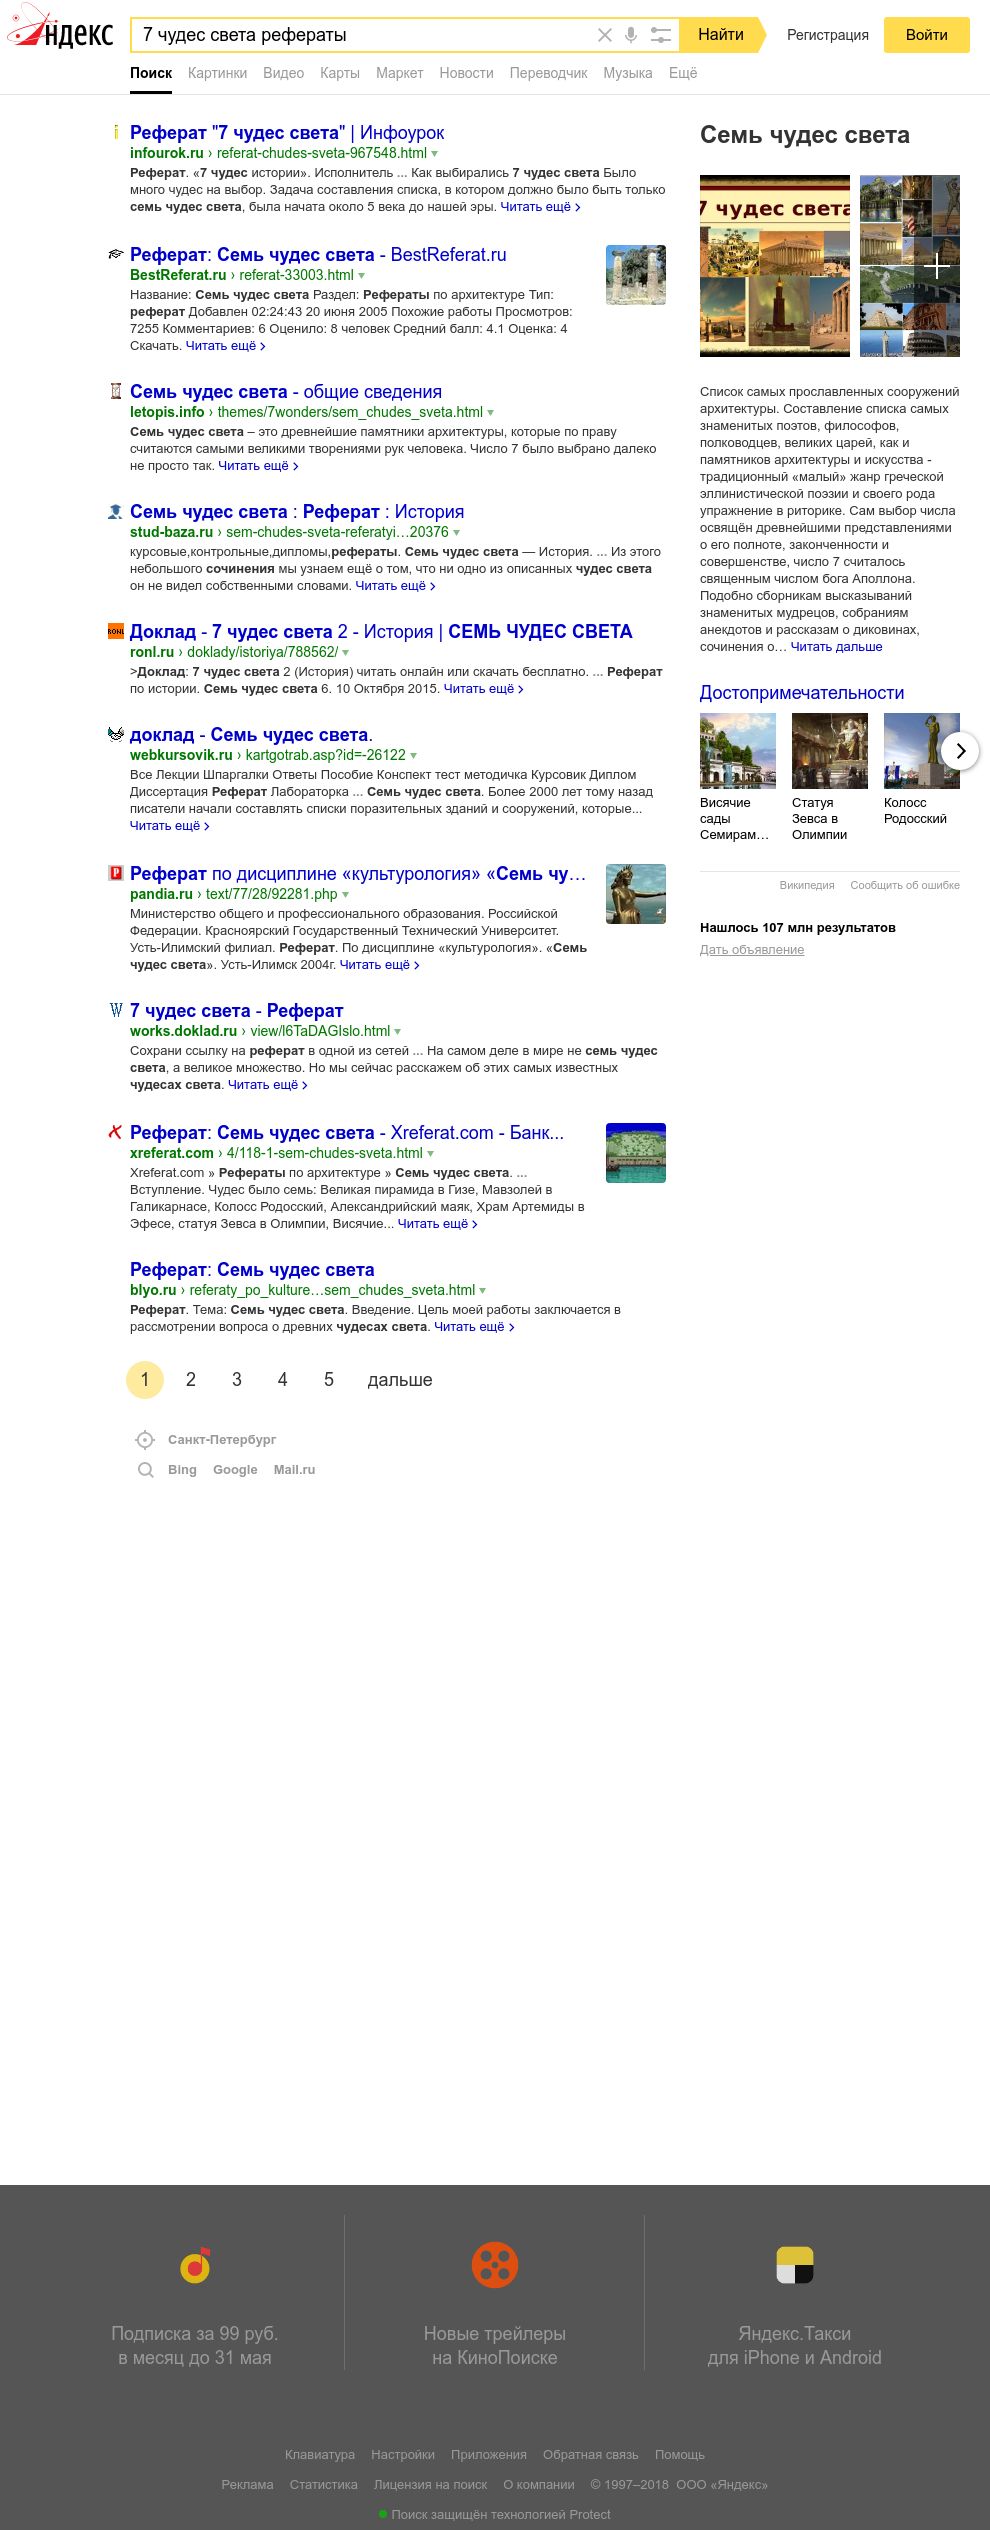 Яндекс
7 чудес света рефераты
Найти
Регистрация
Войти
Поиск Картинки Видео Карты Маркет Новости Переводчик Музыка Ещё
Реферат "7 чудес света" | Инфоурок
infourok.ru › referat-chudes-sveta-967548.html
Реферат. «7 чудес истории». Исполнитель ... Как выбирались 7 чудес света Было
много чудес на выбор. Задача составления списка, в котором должно было быть только
семь чудес света, была начата около 5 века до нашей эры. Читать ещё
Реферат: Семь чудес света - BestReferat.ru
BestReferat.ru › referat-33003.html
Название: Семь чудес света Раздел: Рефераты по архитектуре Тип:
реферат Добавлен 02:24:43 20 июня 2005 Похожие работы Просмотров:
7255 Комментариев: 6 Оценило: 8 человек Средний балл: 4.1 Оценка: 4
Скачать. Читать ещё
Семь чудес света - общие сведения
letopis.info › themes/7wonders/sem_chudes_sveta.html
Семь чудес света – это древнейшие памятники архитектуры, которые по праву
считаются самыми великими творениями рук человека. Число 7 было выбрано далеко
не просто так. Читать ещё
Семь чудес света : Реферат : История
stud-baza.ru › sem-chudes-sveta-referatyi…20376
курсовые,контрольные,дипломы,рефераты. Семь чудес света — История. ... Из этого
небольшого сочинения мы узнаем ещё о том, что ни одно из описанных чудес света
он не видел собственными словами. Читать ещё
RONL
Доклад - 7 чудес света 2 - История | СЕМЬ ЧУДЕС СВЕТА
ronl.ru › doklady/istoriya/788562/
>Доклад: 7 чудес света 2 (История) читать онлайн или скачать бесплатно. ... Реферат
по истории. Семь чудес света 6. 10 Октября 2015. Читать ещё
доклад - Семь чудес света.
webkursovik.ru › kartgotrab.asp?id=-26122
Все Лекции Шпаргалки Ответы Пособие Конспект тест методичка Курсовик Диплом
Диссертация Реферат Лабораторка ... Семь чудес света. Более 2000 лет тому назад
писатели начали составлять списки поразительных зданий и сооружений, которые...
Читать ещё
Реферат по дисциплине «культурология» «Семь чу…
pandia.ru › text/77/28/92281.php
Министерство общего и профессионального образования. Российской
Федерации. Красноярский Государственный Технический Университет.
Усть-Илимский филиал. Реферат. По дисциплине «культурология». «Семь
чудес света». Усть-Илимск 2004г. Читать ещё
7 чудес света - Реферат
works.doklad.ru › view/l6TaDAGIslo.html
Сохрани ссылку на реферат в одной из сетей ... На самом деле в мире не семь чудес
света, а великое множество. Но мы сейчас расскажем об этих самых известных
чудесах света. Читать ещё
Реферат: Семь чудес света - Xreferat.com - Банк...
xreferat.com › 4/118-1-sem-chudes-sveta.html
Xreferat.com » Рефераты по архитектуре » Семь чудес света. ...
Вступление. Чудес было семь: Великая пирамида в Гизе, Мавзолей в
Галикарнасе, Колосс Родосский, Александрийский маяк, Храм Артемиды в
Эфесе, статуя Зевса в Олимпии, Висячие... Читать ещё
Реферат: Семь чудес света
blyo.ru › referaty_po_kulture…sem_chudes_sveta.html
Реферат. Тема: Семь чудес света. Введение. Цель моей работы заключается в
рассмотрении вопроса о древних чудесах света. Читать ещё
1 2 3 4 5 дальше
Санкт-Петербург
Bing Google Mail.ru
Семь чудес света
7 чудес света
Список самых прославленных сооружений
архитектуры. Составление списка самых
знаменитых поэтов, философов,
полководцев, великих царей, как и
памятников архитектуры и искусства -
традиционный «малый» жанр греческой
эллинистической поэзии и своего рода
упражнение в риторике. Сам выбор числа
освящён древнейшими представлениями
о его полноте, законченности и
совершенстве, число 7 считалось
священным числом бога Аполлона.
Подобно сборникам высказываний
знаменитых мудрецов, собраниям
анекдотов и рассказам о диковинах,
сочинения о… Читать дальше
Достопримечательности
Висячие
сады
Семирам…
Статуя
Зевса в
Олимпии
Колосс
Родосский
Википедия Сообщить об ошибке
Нашлось 107 млн результатов
Дать объявление
Подписка за 99 руб.
в месяц до 31 мая
Новые трейлеры
на КиноПоиске
Яндекс.Такси
для iPhone и Android
Клавиатура Настройки Приложения Обратная связь Помощь
Реклама Статистика Лицензия на поиск О компании © 1997–2018 ООО «Яндекс»
Поиск защищён технологией Protect